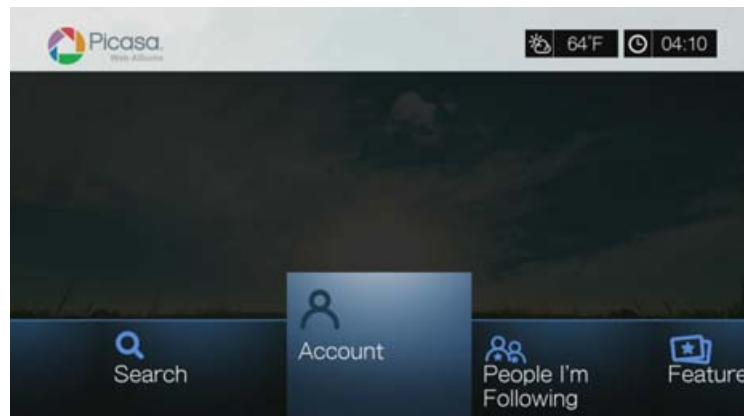 Picasa.
Web Albums
64°F
04:10
Account
Search
People I'm
Following
Feature